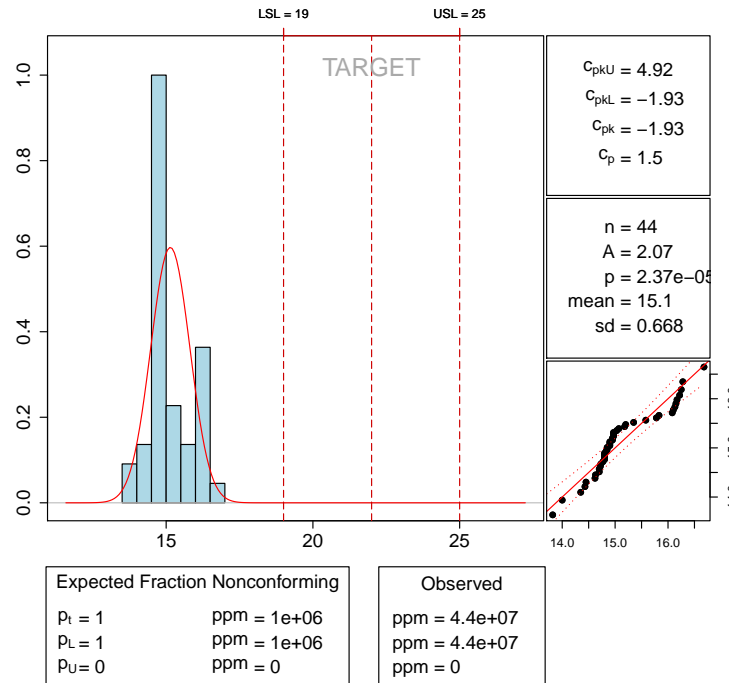 LSL = 19 USL = 25
TARGET
1.0
0.8
0.6
0.4
0.2
0.0
15 20 25
cpkU = 4.92
cpkL = −1.93
cpk = −1.93
cp = 1.5
n = 44
A = 2.07
p = 2.37e−05
mean = 15.1
sd = 0.668
14.0 15.0 16.0
Expected Fraction Nonconforming
pt = 1 ppm = 1e+06
pL = 1 ppm = 1e+06
pU = 0 ppm = 0
Observed
ppm = 4.4e+07
ppm = 4.4e+07
ppm = 0